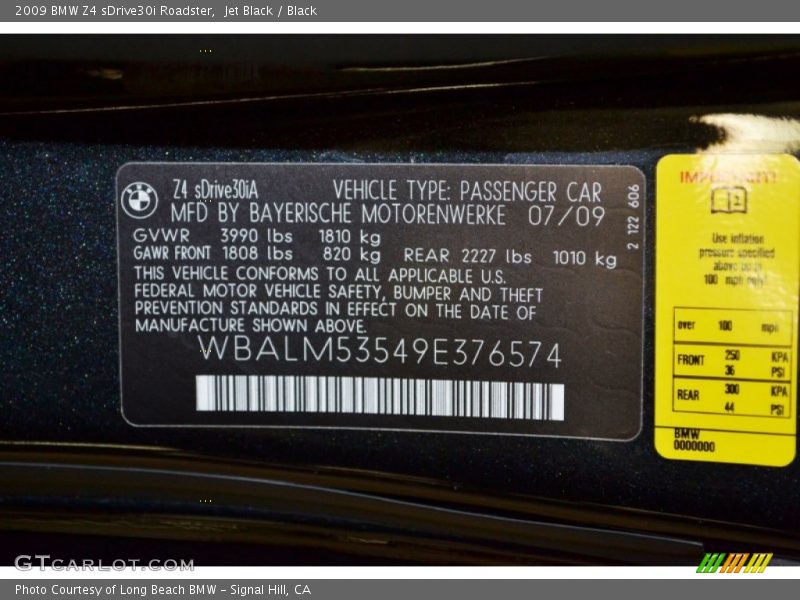 2009 BMW Z4 sDrive30i Roadster, Jet Black / Black
Z4 sDrive30iA VEHICLE TYPE: PASSENGER CAR
MFD BY BAYERISCHE MOTORENWERKE 07/09
GVWR 3990 lbs 1810 kg
GAWR FRONT 1808 lbs 820 kg REAR 2227 lbs 1010 kg
THIS VEHICLE CONFORMS TO ALL APPLICABLE U.S.
FEDERAL MOTOR VEHICLE SAFETY, BUMPER AND THEFT
PREVENTION STANDARDS IN EFFECT ON THE DATE OF
MANUFACTURE SHOWN ABOVE.
WBALM53549E376574
2 122 606
IMPORTANT!
Use inflation
pressure specified
above
100 mph only!
over 100 mph
FRONT 250 KPA
36 PSI
REAR 300 KPA
44 PSI
BMW
0000000
GTCARLOT.COM
Photo Courtesy of Long Beach BMW - Signal Hill, CA